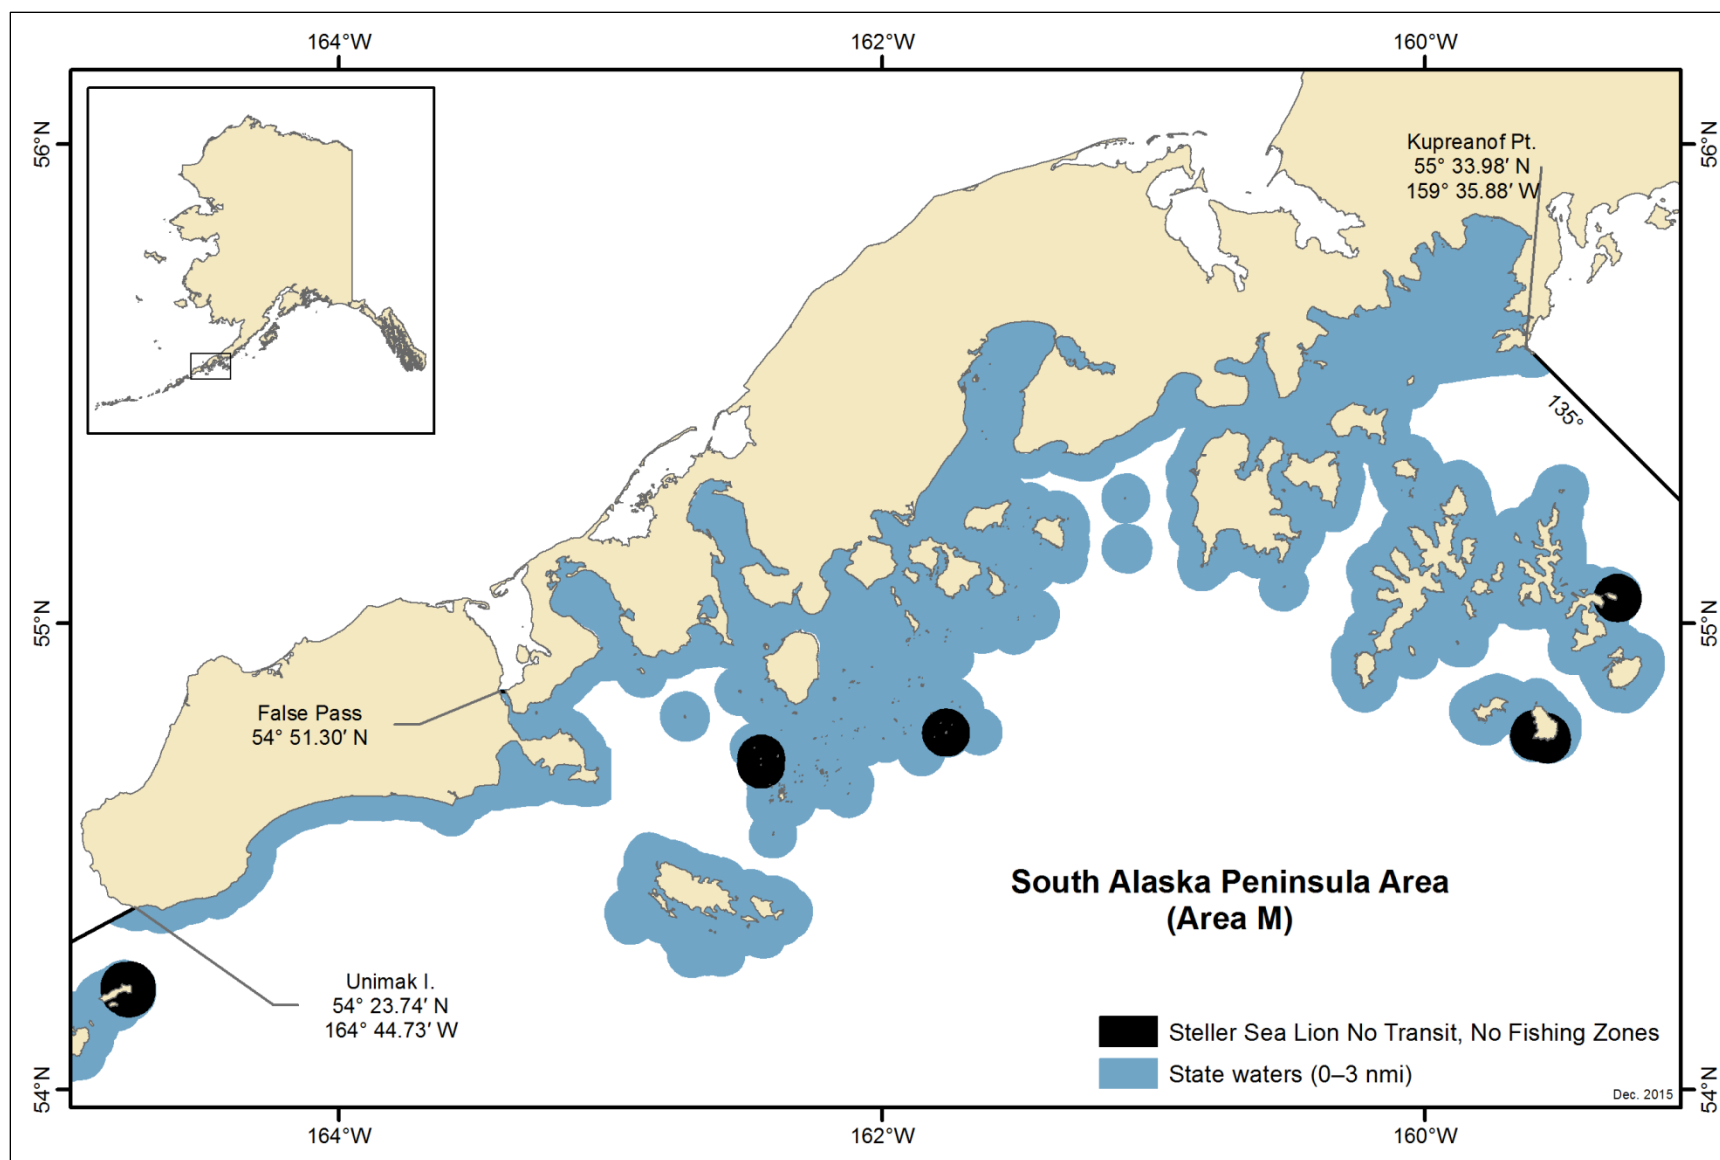 164°W
162°W
160°W
56°N
56°N
Kupreanof Pt.
55° 33.98′ N
159° 35.88′ W
135°
55°N
55°N
False Pass
54° 51.30′ N
South Alaska Peninsula Area
(Area M)
Unimak I.
54° 23.74′ N
164° 44.73′ W
Steller Sea Lion No Transit, No Fishing Zones
State waters (0–3 nmi)
Dec. 2015
54°N
54°N
164°W
162°W
160°W